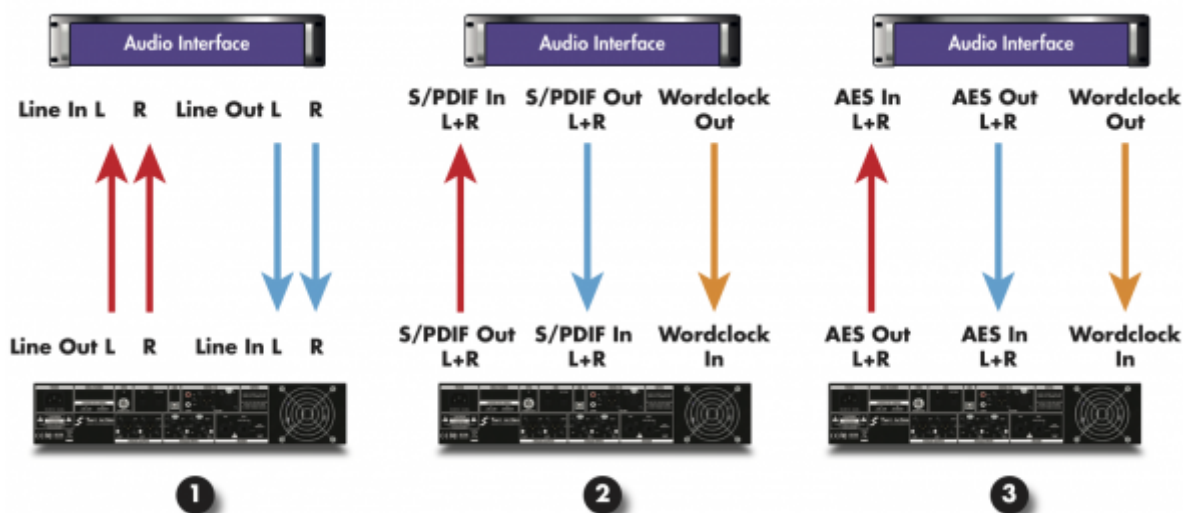 Audio Interface
Audio Interface
Audio Interface
Line In L R Line Out L R
S/PDIF In L+R
S/PDIF Out L+R
Wordclock Out
AES In L+R
AES Out L+R
Wordclock Out
Line Out L R Line In L R
S/PDIF Out L+R
S/PDIF In L+R
Wordclock In
AES Out L+R
AES In L+R
Wordclock In
1
2
3